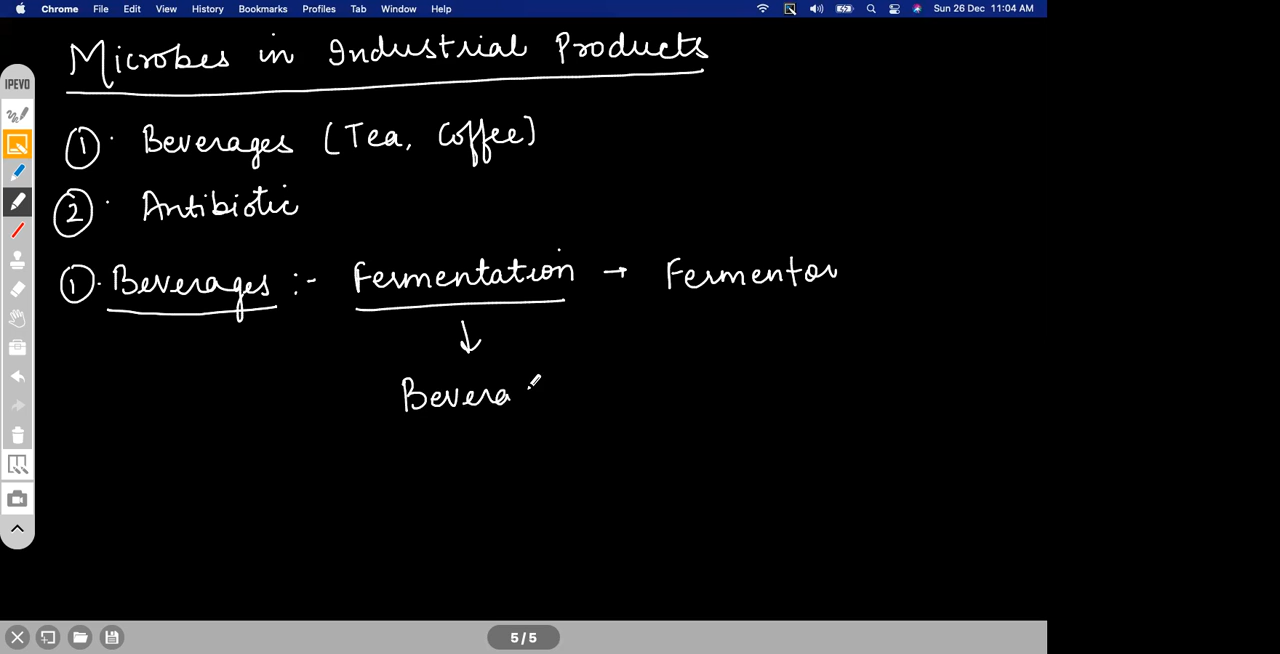 Chrome File Edit View History Bookmarks Profiles Tab Window Help Sun 26 Dec 11:04 AM
Microbes in Industrial Products
IPEVO
① · Beverages (Tea, Coffee)
② · Antibiotic
① · Beverages :- Fermentation → Fermentor
↓
Bevera
5/5